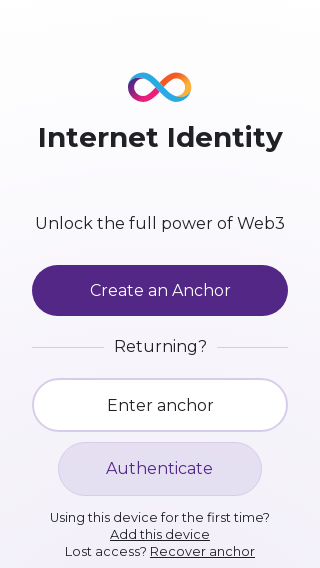 Internet Identity
Unlock the full power of Web3
Create an Anchor
Returning?
Enter anchor
Authenticate
Using this device for the first time?
Add this device
Lost access? Recover anchor